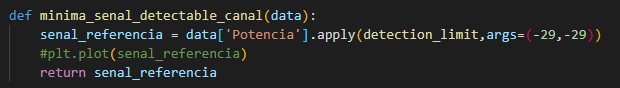 def minima_senal_detectable_canal(data):
    senal_referencia = data['Potencia'].apply(detection_limit,args=(-29,-29))
    #plt.plot(senal_referencia)
    return senal_referencia